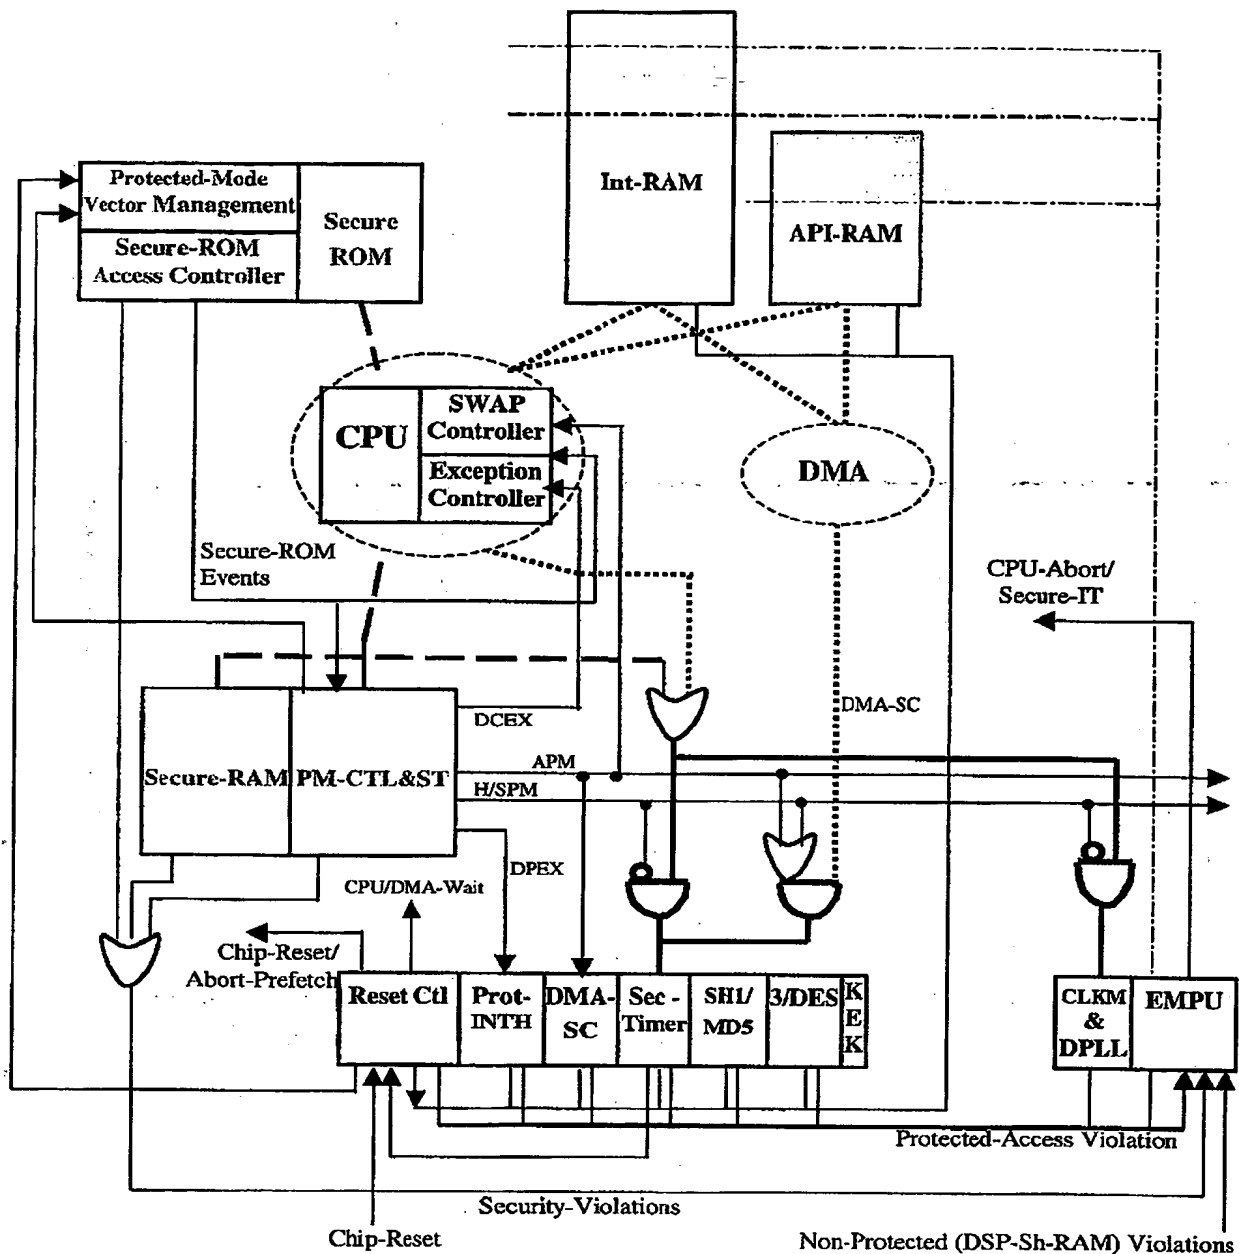 Protected-Mode
Vector Management
Secure-ROM
Access Controller
Secure
ROM
Int-RAM
API-RAM
CPU
SWAP
Controller
Exception
Controller
DMA
Secure-ROM
Events
CPU-Abort/
Secure-IT
DMA-SC
DCEX
APM
H/SPM
Secure-RAM
PM-CTL&ST
DPEX
CPU/DMA-Wait
Chip-Reset/
Abort-Prefetch
Reset Ctl
Prot-
INTH
DMA-
SC
Sec-
Timer
SH1/
MD5
3/DES
K
E
K
CLKM
&
DPLL
EMPU
Protected-Access Violation
Security-Violations
Chip-Reset
Non-Protected (DSP-Sh-RAM) Violations